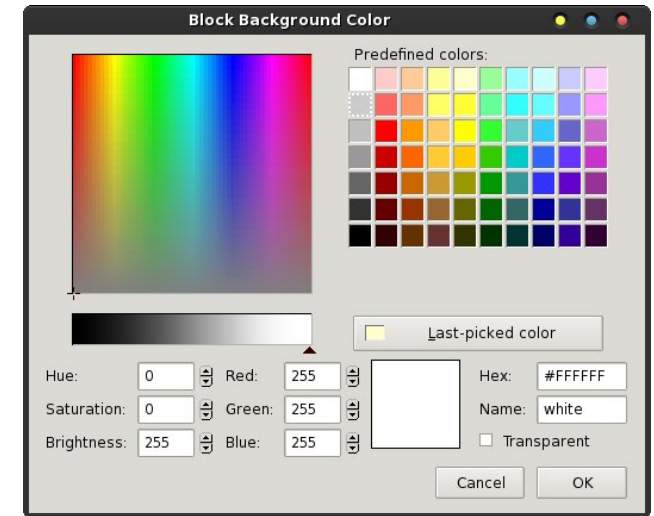 Block Background Color
Predefined colors:
Last-picked color
Hue: 0 Red: 255 Hex: #FFFFFF
Saturation: 0 Green: 255 Name: white
Brightness: 255 Blue: 255 Transparent
Cancel OK